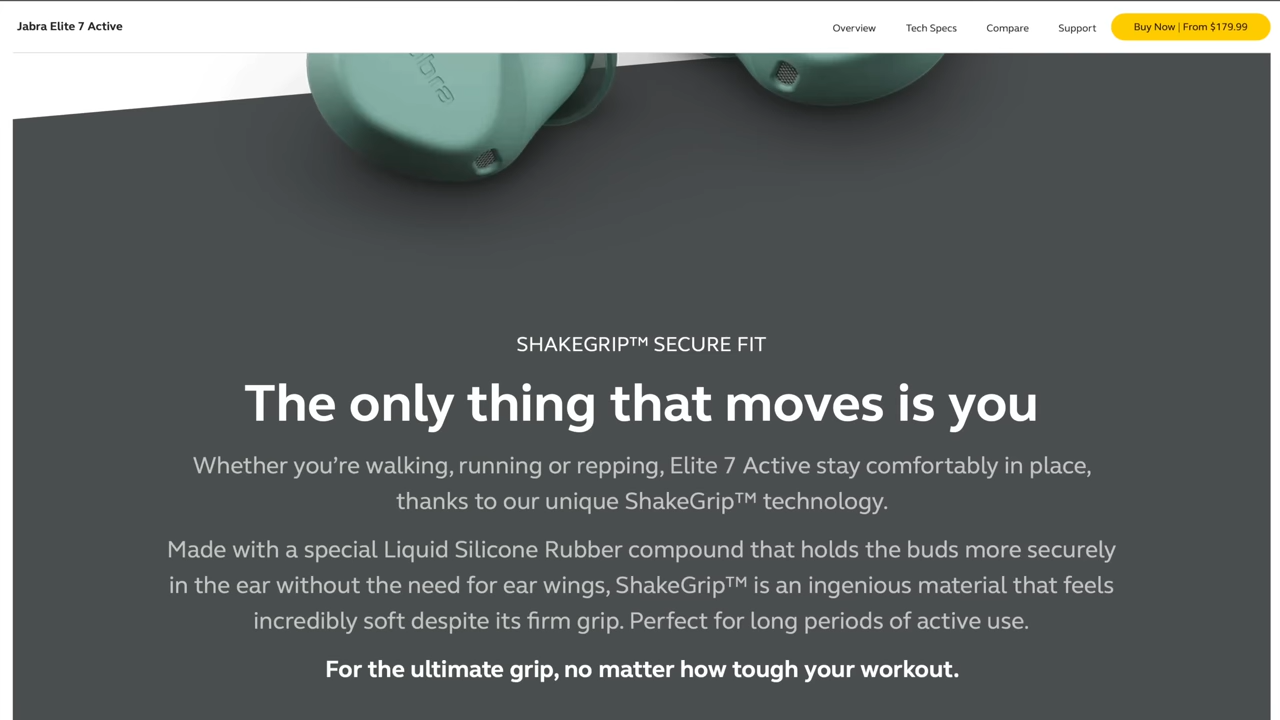 Jabra Elite 7 Active
Overview
Tech Specs
Compare
Support
Buy Now | From $179.99
abra
SHAKEGRIP™ SECURE FIT
The only thing that moves is you
Whether you’re walking, running or repping, Elite 7 Active stay comfortably in place,
thanks to our unique ShakeGrip™ technology.
Made with a special Liquid Silicone Rubber compound that holds the buds more securely
in the ear without the need for ear wings, ShakeGrip™ is an ingenious material that feels
incredibly soft despite its firm grip. Perfect for long periods of active use.
For the ultimate grip, no matter how tough your workout.